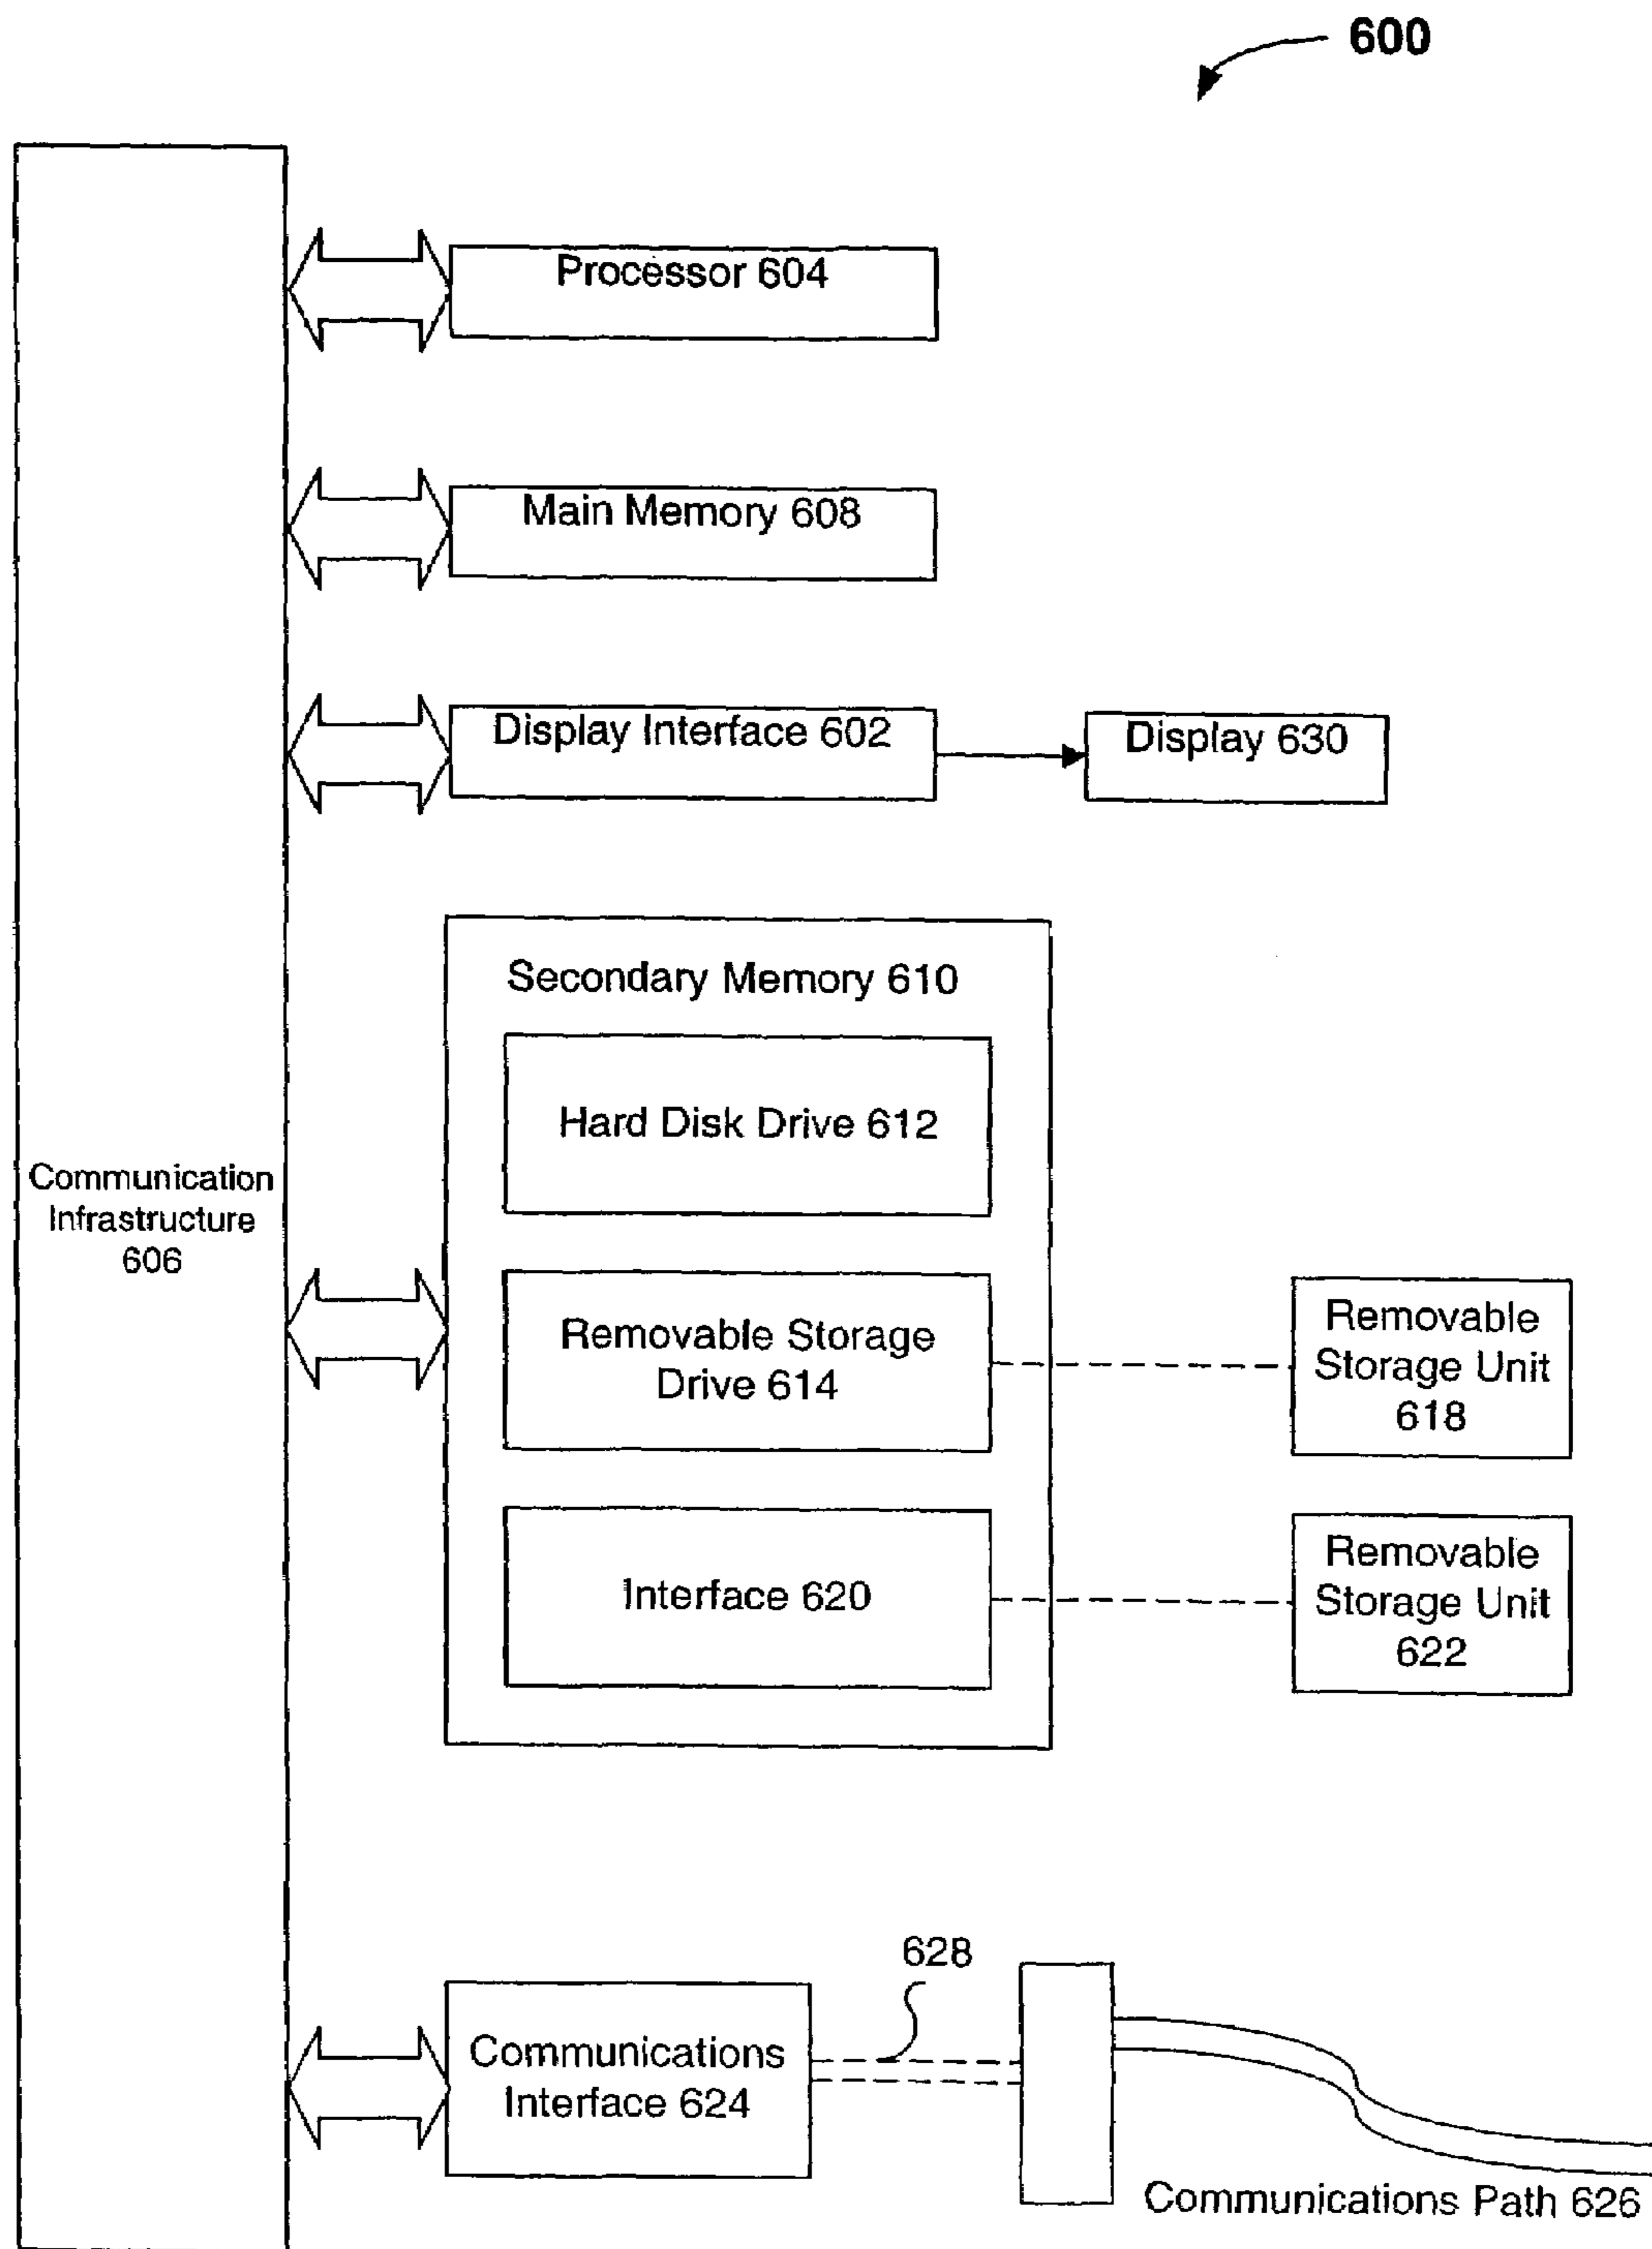 600
Processor 604
Main Memory 608
Display Interface 602
Display 630
Secondary Memory 610
Hard Disk Drive 612
Communication
Infrastructure
606
Removable Storage
Drive 614
Removable
Storage Unit
618
Interface 620
Removable
Storage Unit
622
628
Communications
Interface 624
Communications Path 626